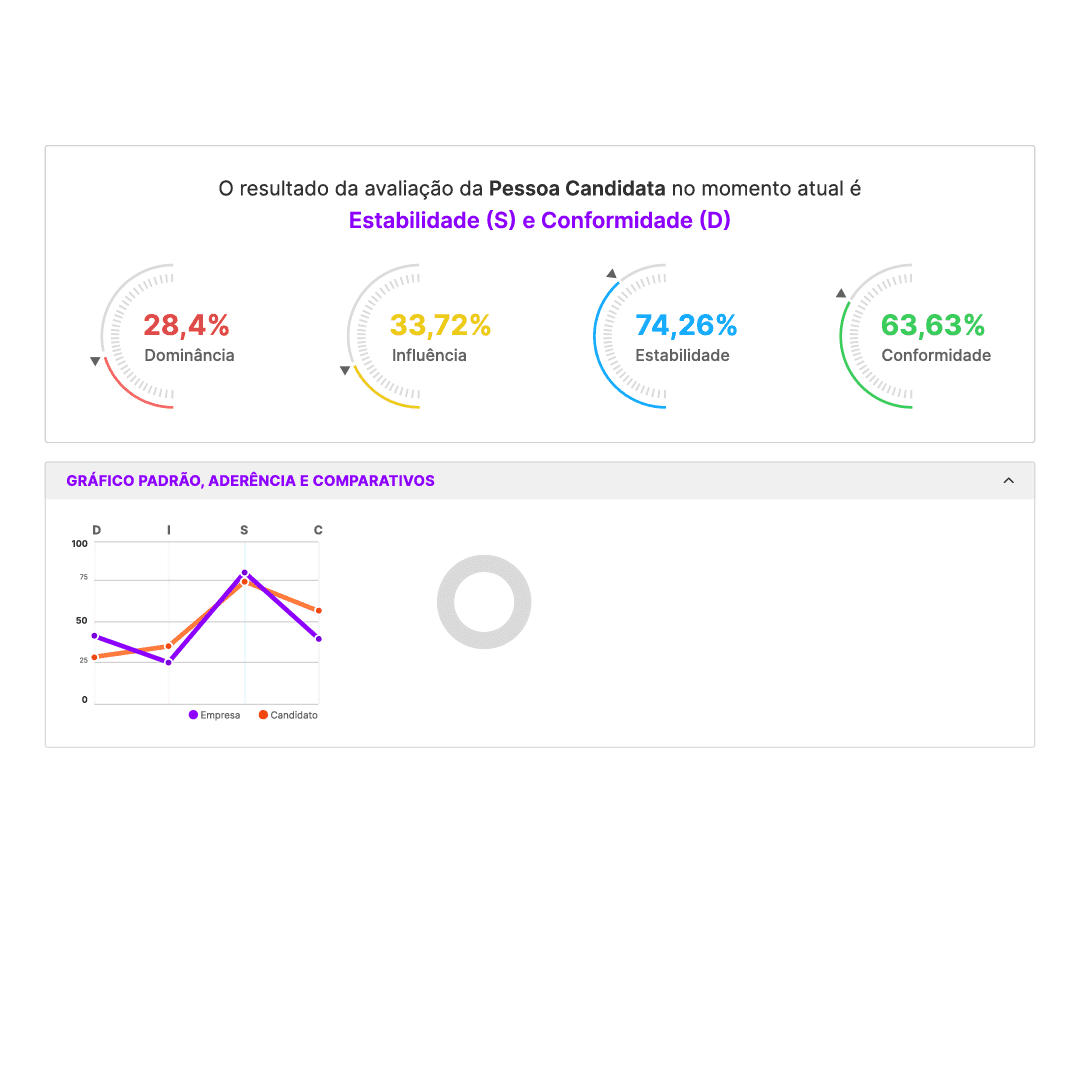 O resultado da avaliação da Pessoa Candidata no momento atual é
Estabilidade (S) e Conformidade (D)
28,4%
Dominância
33,72%
Influência
74,26%
Estabilidade
63,63%
Conformidade
GRÁFICO PADRÃO, ADERÊNCIA E COMPARATIVOS
D I S C
100
75
50
25
0
Empresa Candidato